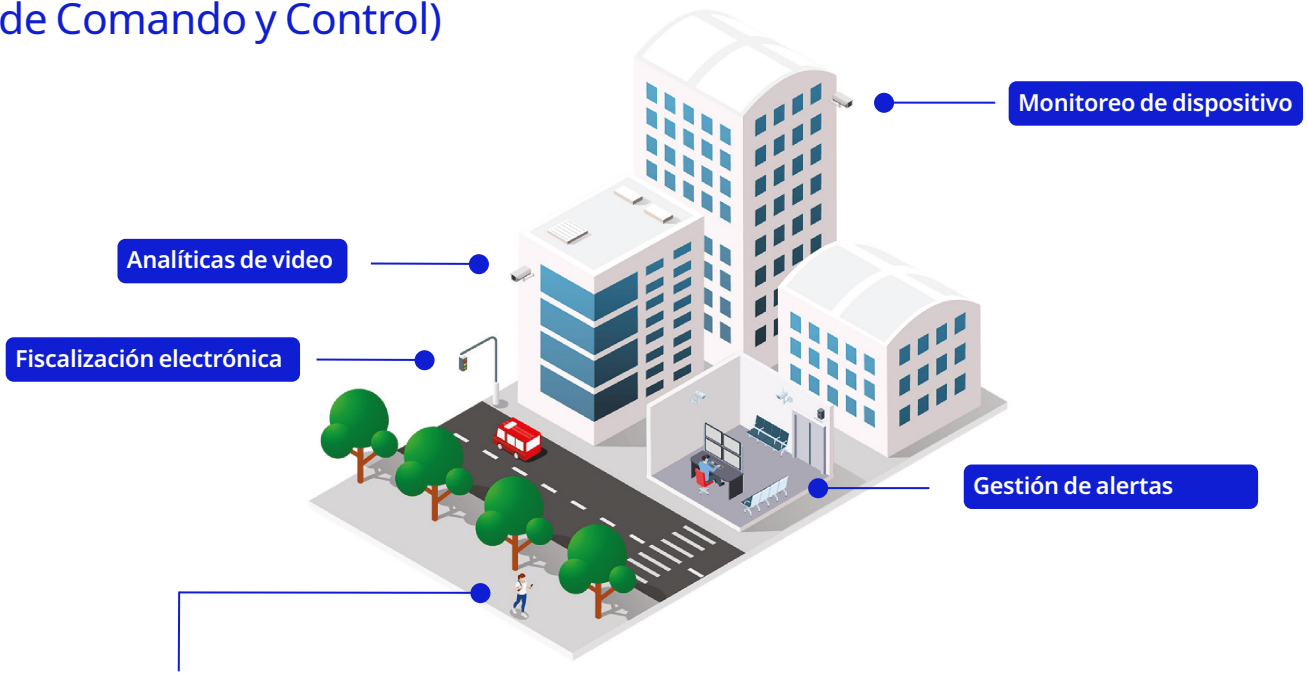 de Comando y Control)
Monitoreo de dispositivo
Analíticas de video
Fiscalización electrónica
Gestión de alertas